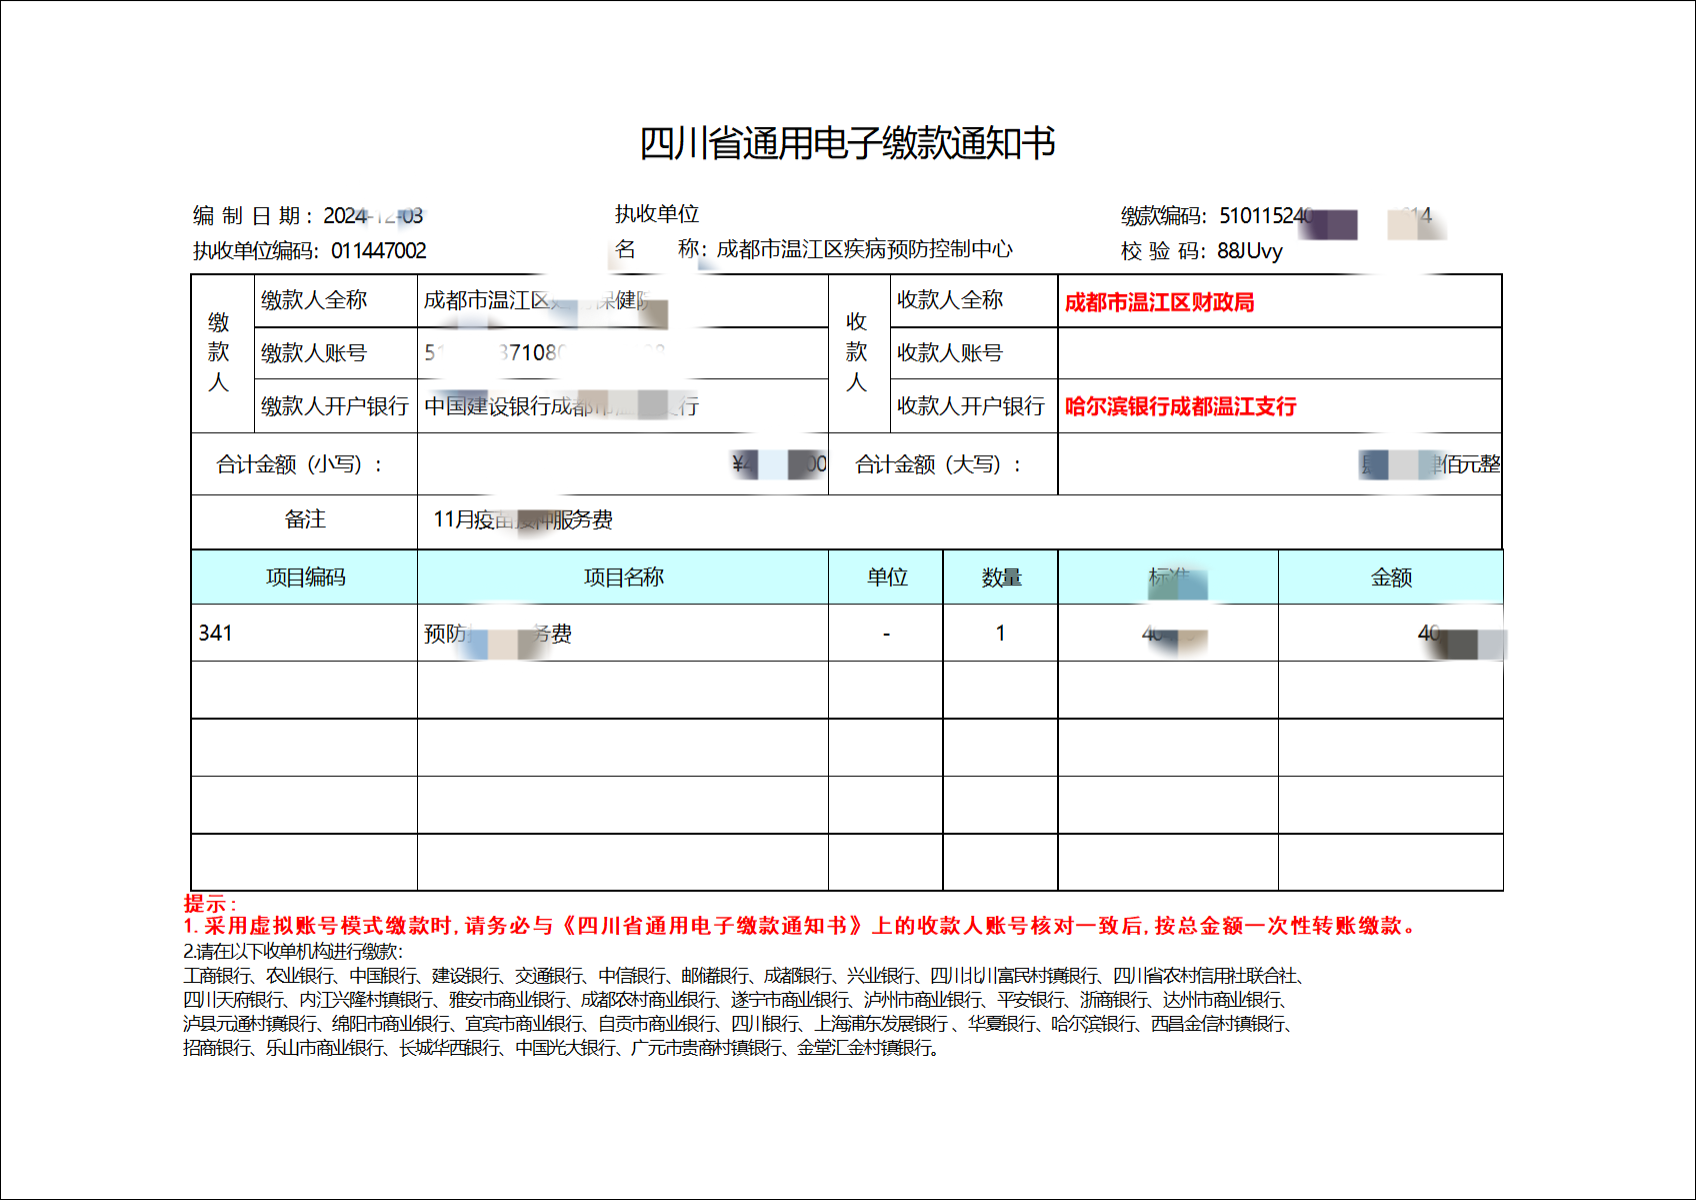 四川省通用电子缴款通知书
编 制 日 期： 2024-12-03 执收单位 缴款编码： 51011524
执收单位编码： 011447002 名 称： 成都市温江区疾病预防控制中心 校 验 码： 88JUvy
缴款人 缴款人全称 成都市温江区 保健院 收款人 收款人全称 成都市温江区财政局
缴款人账号 收款人账号
缴款人开户银行 中国建设银行成都 行 收款人开户银行 哈尔滨银行成都温江支行
合计金额（小写）： ¥ 00 合计金额（大写）： 佰元整
备注 11月疫苗接种服务费
项目编码 项目名称 单位 数量 标准 金额
341 预防 务费 - 1 40
提示：
1. 采用虚拟账号模式缴款时，请务必与《四川省通用电子缴款通知书》上的收款人账号核对一致后，按总金额一次性转账缴款。
2.请在以下收单机构进行缴款：
工商银行、农业银行、中国银行、建设银行、交通银行、中信银行、邮储银行、成都银行、兴业银行、四川北川富民村镇银行、四川省农村信用社联合社、
四川天府银行、内江兴隆村镇银行、雅安市商业银行、成都农村商业银行、遂宁市商业银行、泸州市商业银行、平安银行、浙商银行、达州市商业银行、
泸县元通村镇银行、绵阳市商业银行、宜宾市商业银行、自贡市商业银行、四川银行、上海浦东发展银行 、华夏银行、哈尔滨银行、西昌金信村镇银行、
招商银行、乐山市商业银行、长城华西银行、中国光大银行、广元市贵商村镇银行、金堂汇金村镇银行。